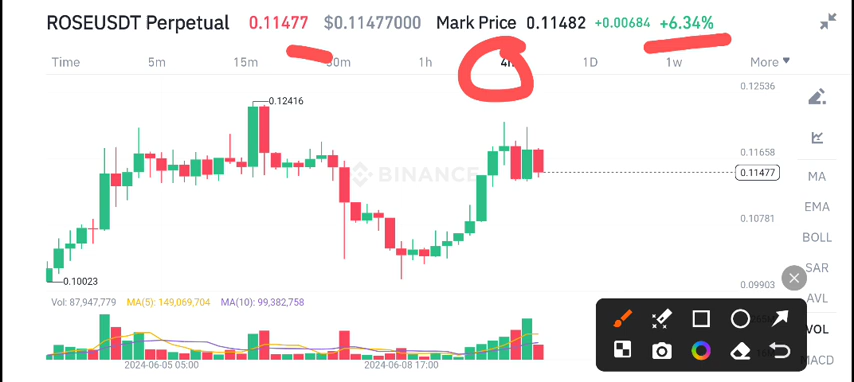 ROSEUSDT Perpetual 0.11477 $0.11477000 Mark Price 0.11482 +0.00684 +6.34%
Time 5m 15m 30m 1h 4h 1D 1w More
0.12536
0.12416
0.11658
BINANCE
0.11477
MA
EMA
0.10781
BOLL
SAR
0.10023
0.09903
AVL
Vol: 87,947,779 MA(5): 149,069,704 MA(10): 99,382,758
VOL
MACD
2024-06-05 05:00 2024-06-08 17:00